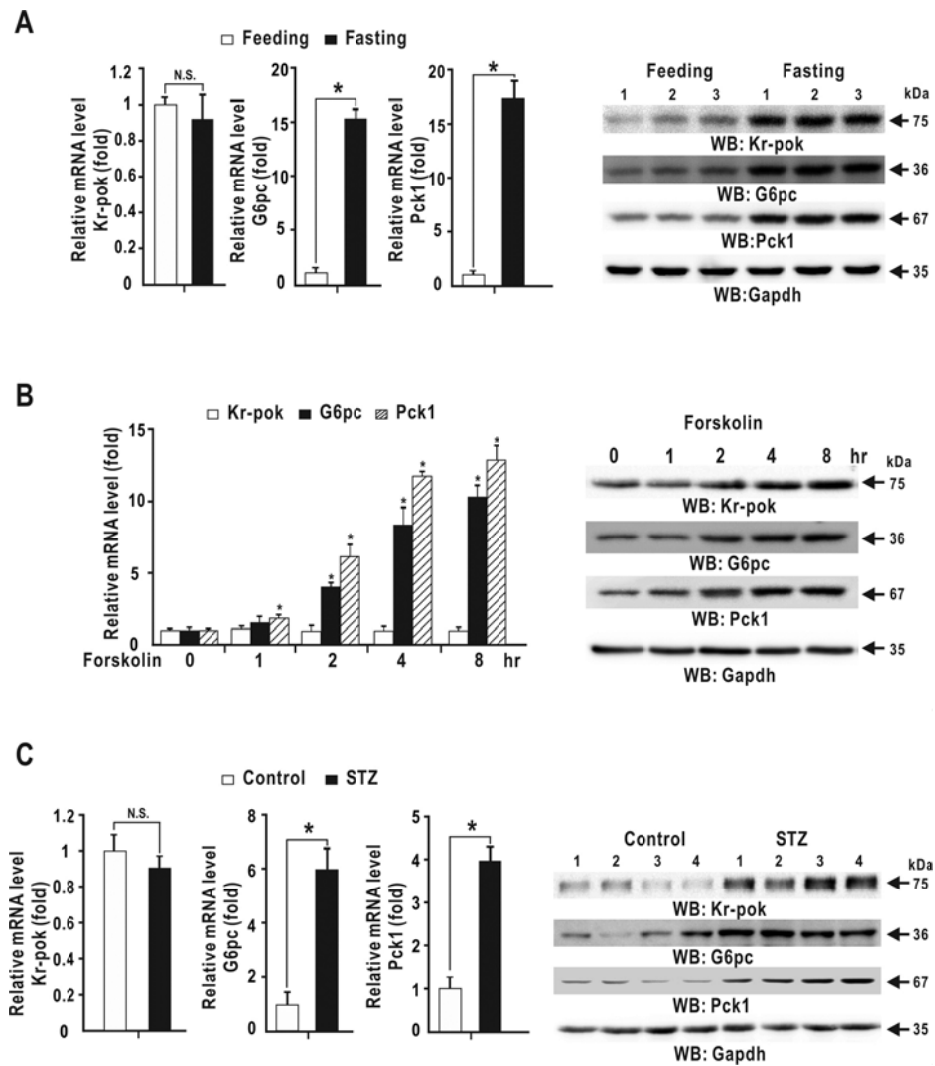 A
Feeding Fasting
1.2
1
0.8
0.6
0.4
0.2
0
Relative mRNA level
Kr-pok (fold)
N.S.
20
15
10
5
0
Relative mRNA level
G6pc (fold)
*
20
15
10
5
0
Relative mRNA level
Pck1 (fold)
*
Feeding Fasting
1 2 3 1 2 3 kDa
75
WB: Kr-pok
36
WB: G6pc
67
WB:Pck1
35
WB:Gapdh
B
Kr-pok G6pc Pck1
Relative mRNA level (fold)
15
10
5
0
* * * * * * *
Forskolin 0 1 2 4 8 hr
Forskolin
0 1 2 4 8 hr kDa
75
WB: Kr-pok
36
WB: G6pc
67
WB: Pck1
35
WB: Gapdh
C
Control STZ
1.2
1
0.8
0.6
0.4
0.2
0
Relative mRNA level
Kr-pok (fold)
N.S.
8
6
4
2
0
Relative mRNA level
G6pc (fold)
*
5
4
3
2
1
0
Relative mRNA level
Pck1 (fold)
*
Control STZ
1 2 3 4 1 2 3 4 kDa
75
WB: Kr-pok
36
WB: G6pc
67
WB: Pck1
35
WB: Gapdh